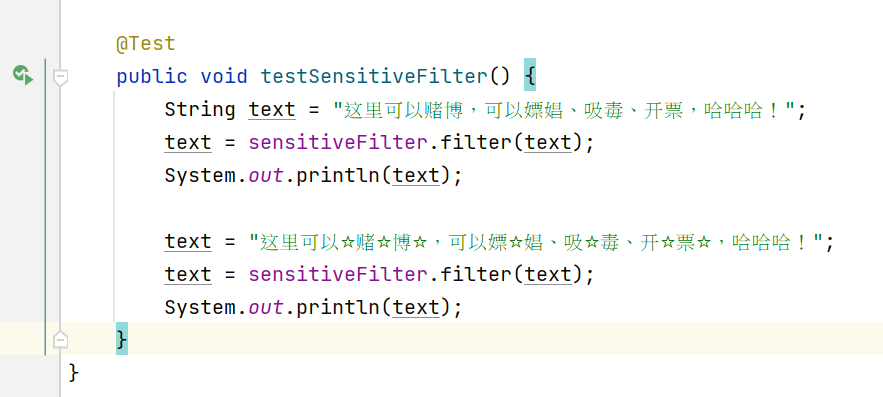 @Test
public void testSensitiveFilter() {
String text = "这里可以赌博，可以嫖娼、吸毒、开票，哈哈哈！";
text = sensitiveFilter.filter(text);
System.out.println(text);
text = "这里可以☆赌☆博☆，可以嫖☆娼、吸☆毒、开☆票☆，哈哈哈！";
text = sensitiveFilter.filter(text);
System.out.println(text);
}
}